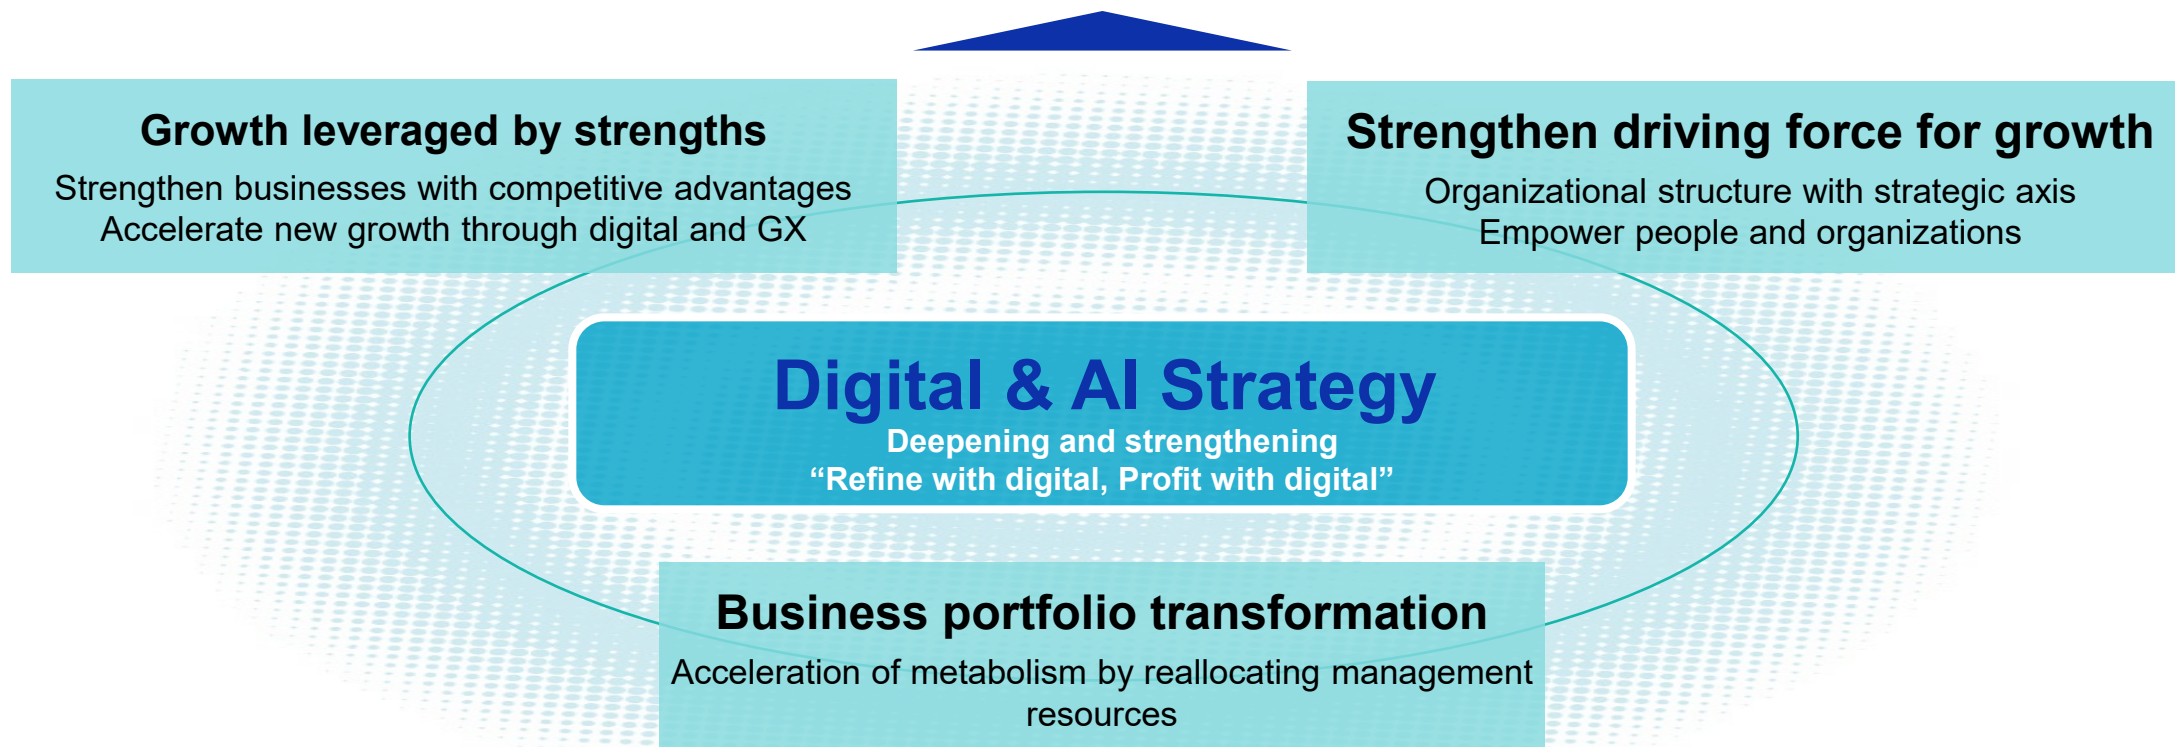 Growth leveraged by strengths
Strengthen businesses with competitive advantages
Accelerate new growth through digital and GX
Strengthen driving force for growth
Organizational structure with strategic axis
Empower people and organizations
Digital & AI Strategy
Deepening and strengthening
“Refine with digital, Profit with digital”
Business portfolio transformation
Acceleration of metabolism by reallocating management
resources